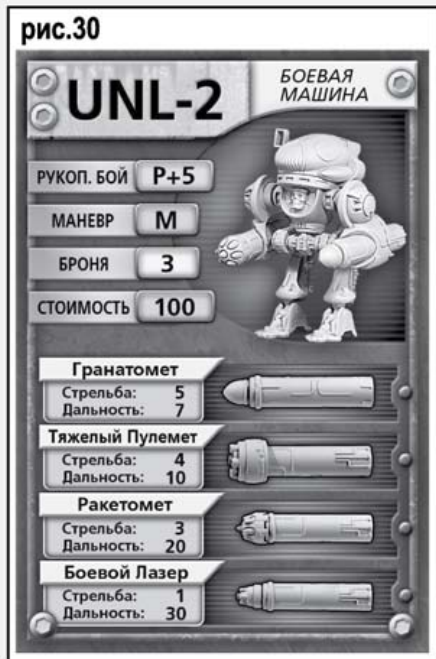 рис.30
UNL-2
БОЕВАЯ
МАШИНА
РУКОП. БОЙ Р+5
МАНЕВР М
БРОНЯ 3
СТОИМОСТЬ 100
Гранатомет
Стрельба: 5
Дальность: 7
Тяжелый Пулемет
Стрельба: 4
Дальность: 10
Ракетомет
Стрельба: 3
Дальность: 20
Боевой Лазер
Стрельба: 1
Дальность: 30